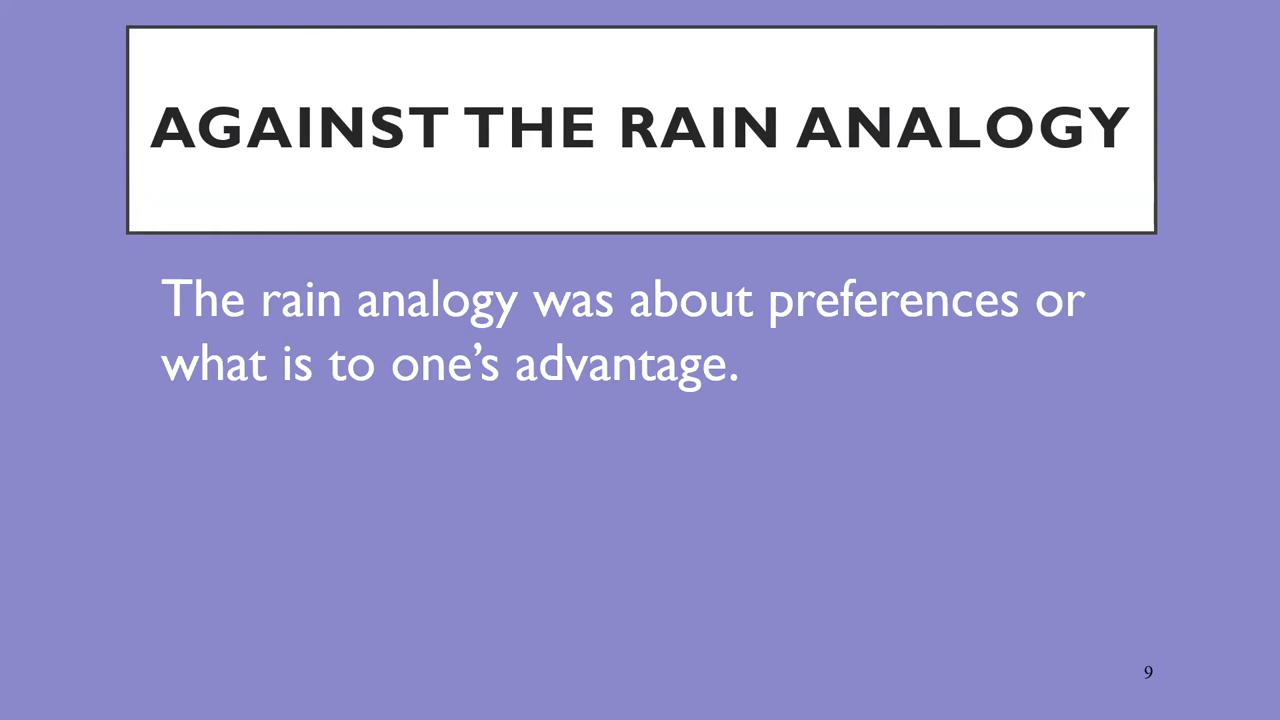 AGAINST THE RAIN ANALOGY
The rain analogy was about preferences or
what is to one’s advantage.
9